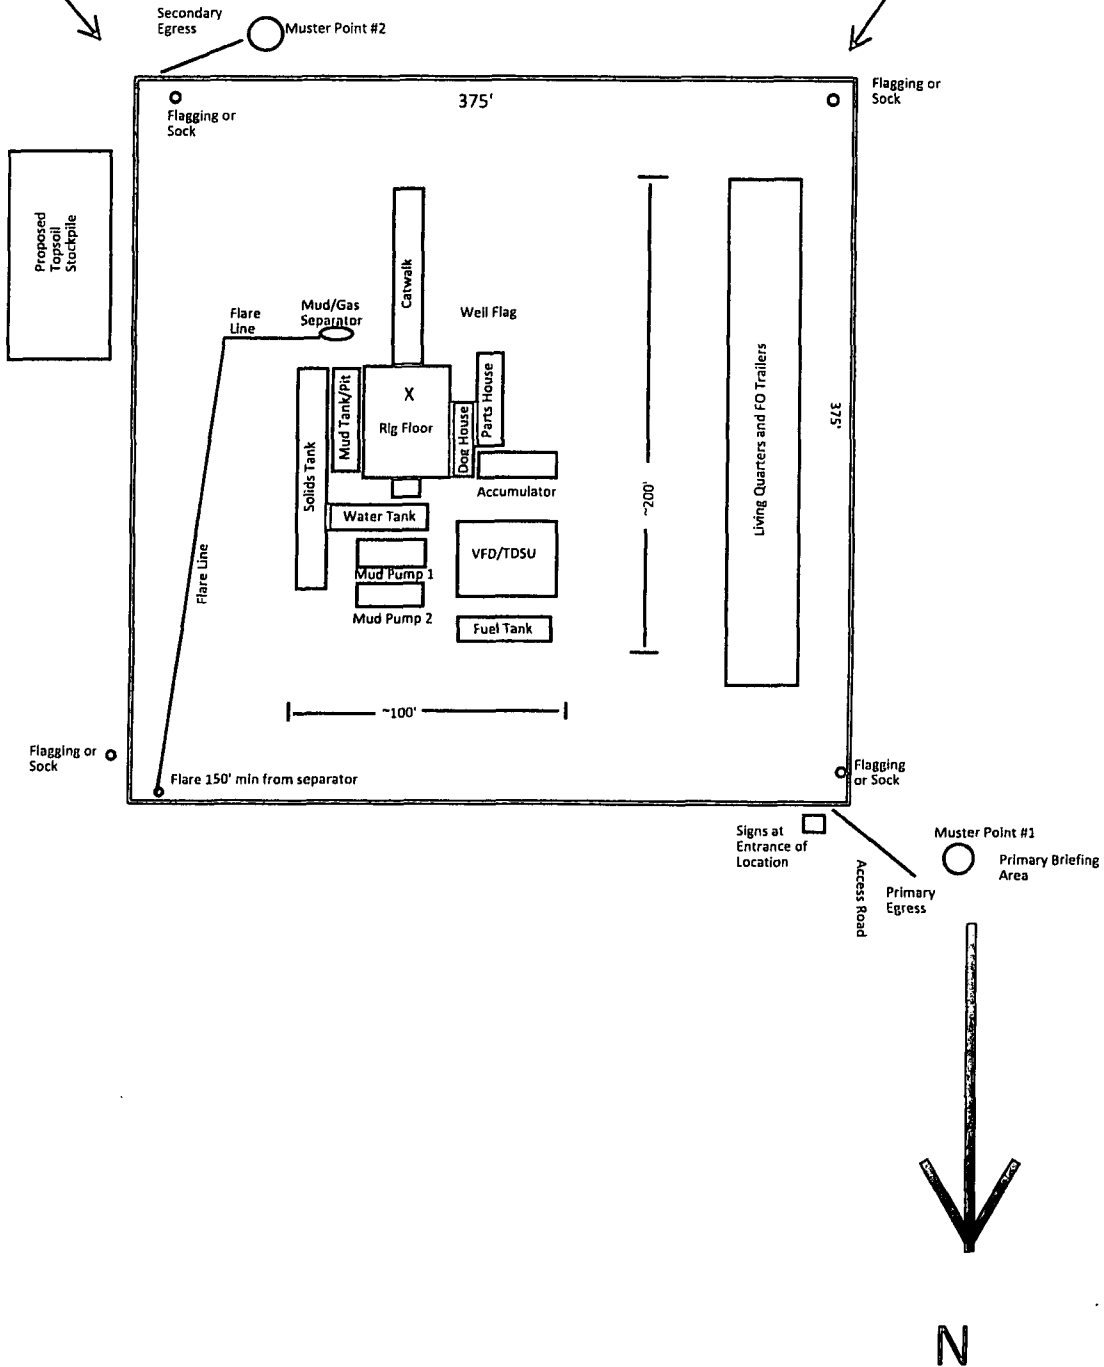 Secondary
Egress
Muster Point #2
Flagging or
Sock
375'
Flagging or
Sock
Proposed
Topsoil
Stockpile
Catwalk
Flare
Line
Mud/Gas
Separator
Well Flag
Solids Tank
Mud Tank/Pit
X
Rig Floor
Dog House
Parts House
Accumulator
Water Tank
Mud Pump 1
Mud Pump 2
VFD/TDSU
Fuel Tank
~200'
Living Quarters and FO Trailers
375'
Flare Line
~100'
Flagging or
Sock
Flare 150' min from separator
Flagging
or Sock
Signs at
Entrance of
Location
Access Road
Primary
Egress
Muster Point #1
Primary Briefing
Area
N